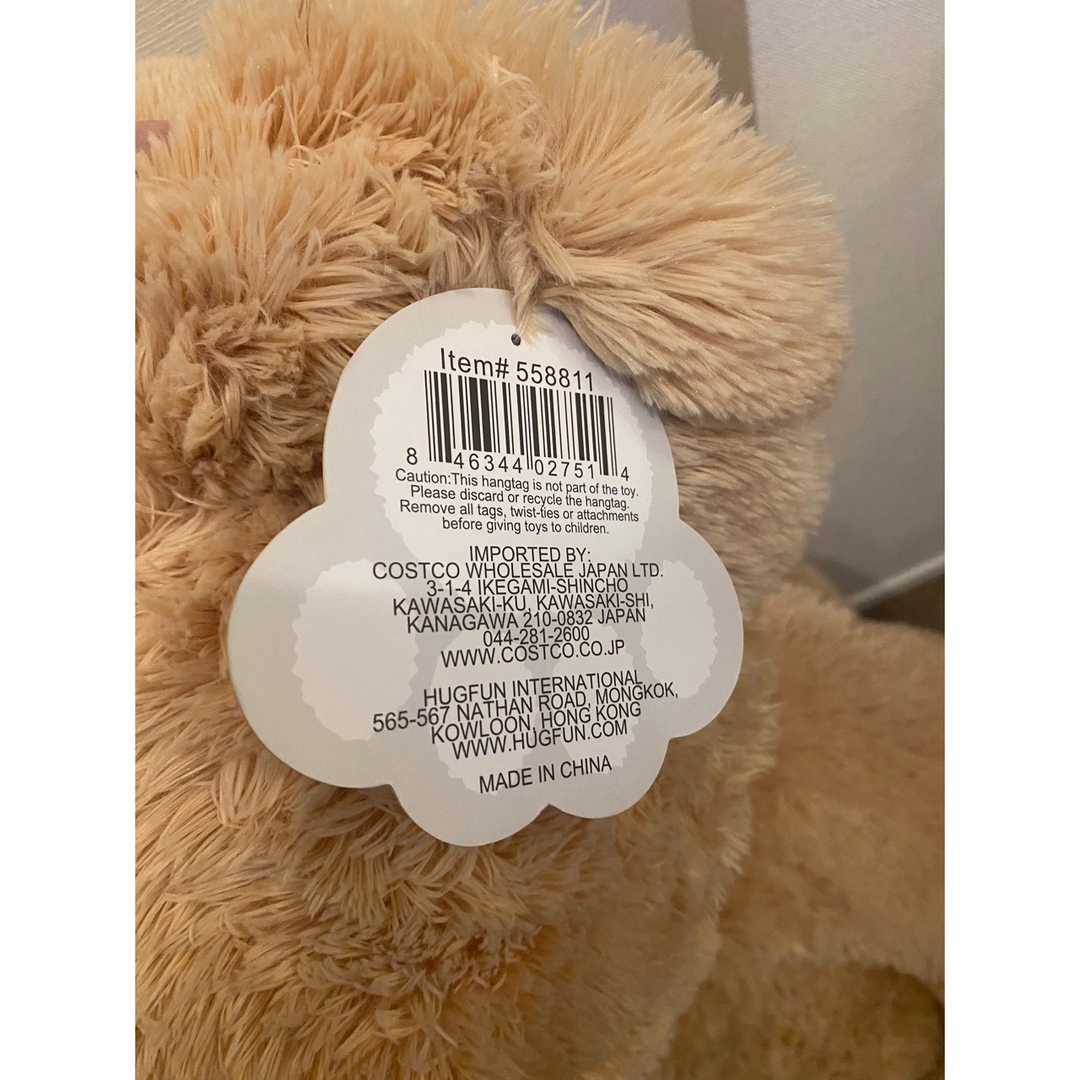 Item# 558811
8 46344 02751 4
Caution:This hangtag is not part of the toy.
Please discard or recycle the hangtag.
Remove all tags, twist-ties or attachments
before giving toys to children.
IMPORTED BY:
COSTCO WHOLESALE JAPAN LTD.
3-1-4 IKEGAMI-SHINCHO
KAWASAKI-KU, KAWASAKI-SHI,
KANAGAWA 210-0832 JAPAN
044-281-2600
WWW.COSTCO.CO.JP
HUGFUN INTERNATIONAL
565-567 NATHAN ROAD, MONGKOK,
KOWLOON, HONG KONG
WWW.HUGFUN.COM
MADE IN CHINA